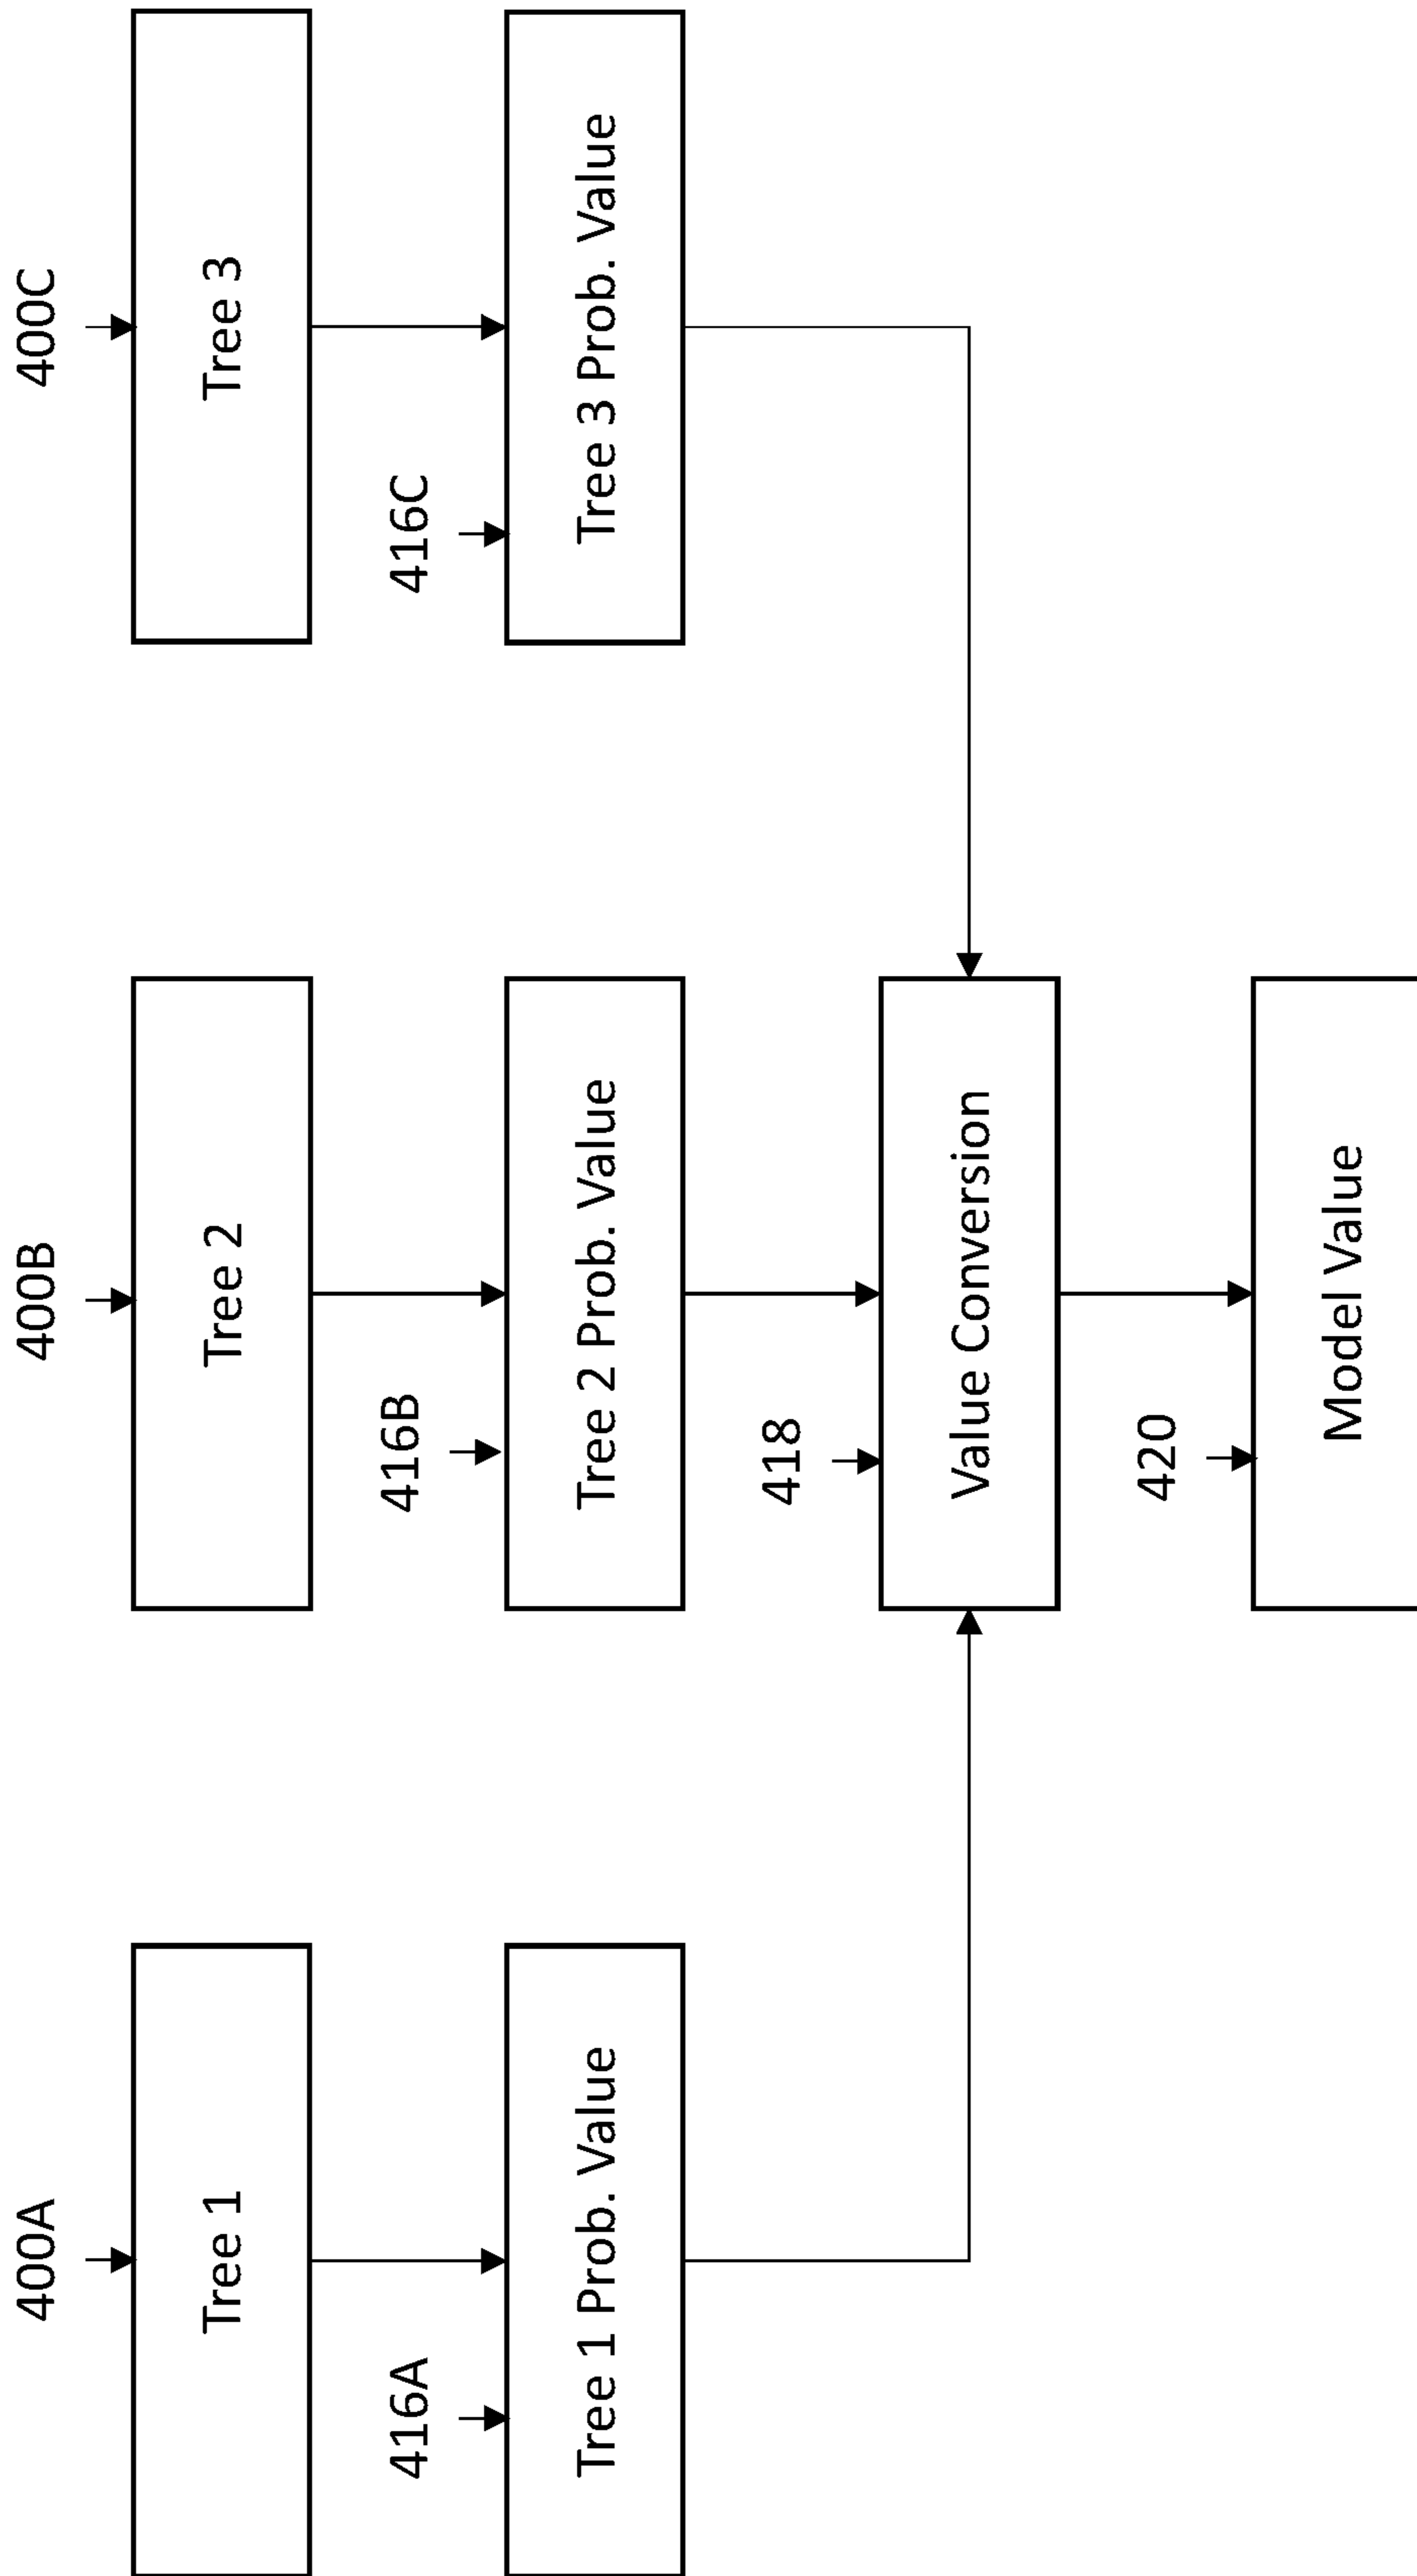 400A
400B
400C
Tree 1
Tree 2
Tree 3
416A
416B
416C
Tree 1 Prob. Value
Tree 2 Prob. Value
Tree 3 Prob. Value
418
Value Conversion
420
Model Value